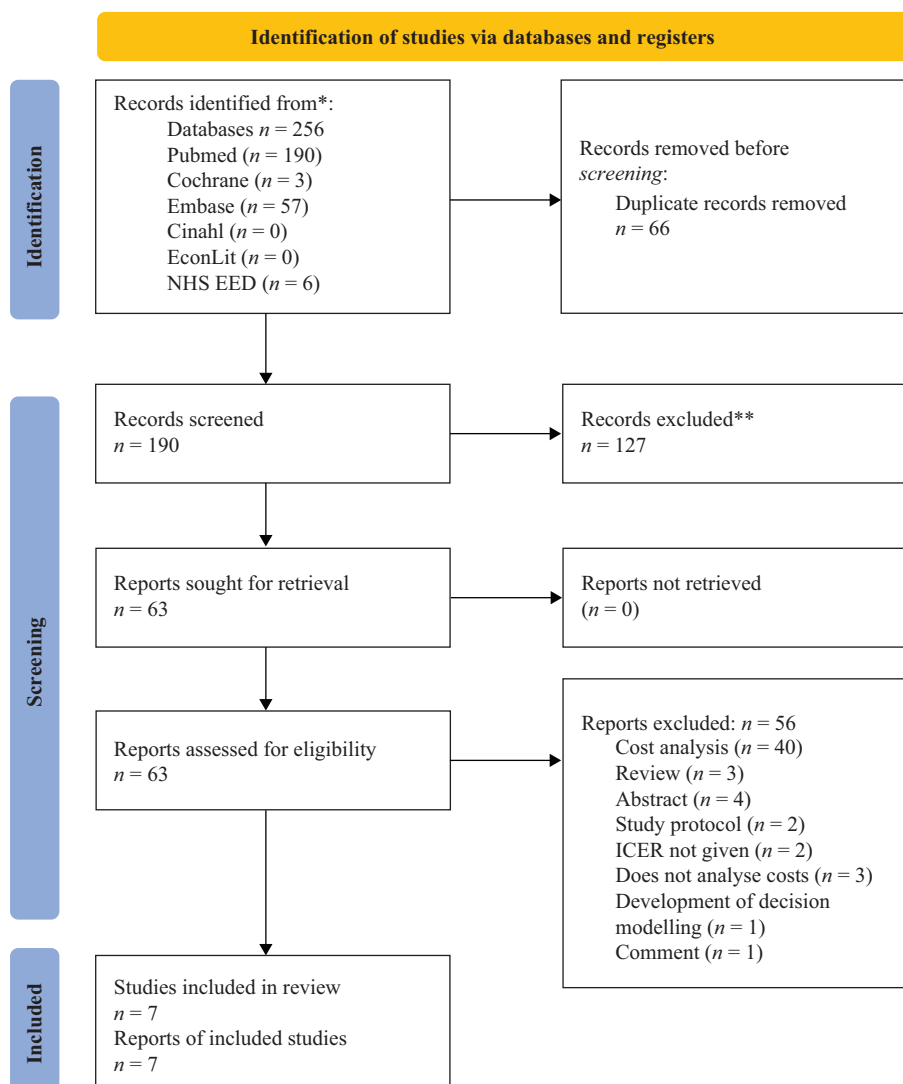 Identification of studies via databases and registers
Identification
Records identified from*:
Databases n = 256
Pubmed (n = 190)
Cochrane (n = 3)
Embase (n = 57)
Cinahl (n = 0)
EconLit (n = 0)
NHS EED (n = 6)
Records removed before
screening:
Duplicate records removed
n = 66
Screening
Records screened
n = 190
Records excluded**
n = 127
Reports sought for retrieval
n = 63
Reports not retrieved
(n = 0)
Reports assessed for eligibility
n = 63
Reports excluded: n = 56
Cost analysis (n = 40)
Review (n = 3)
Abstract (n = 4)
Study protocol (n = 2)
ICER not given (n = 2)
Does not analyse costs (n = 3)
Development of decision
modelling (n = 1)
Comment (n = 1)
Included
Studies included in review
n = 7
Reports of included studies
n = 7